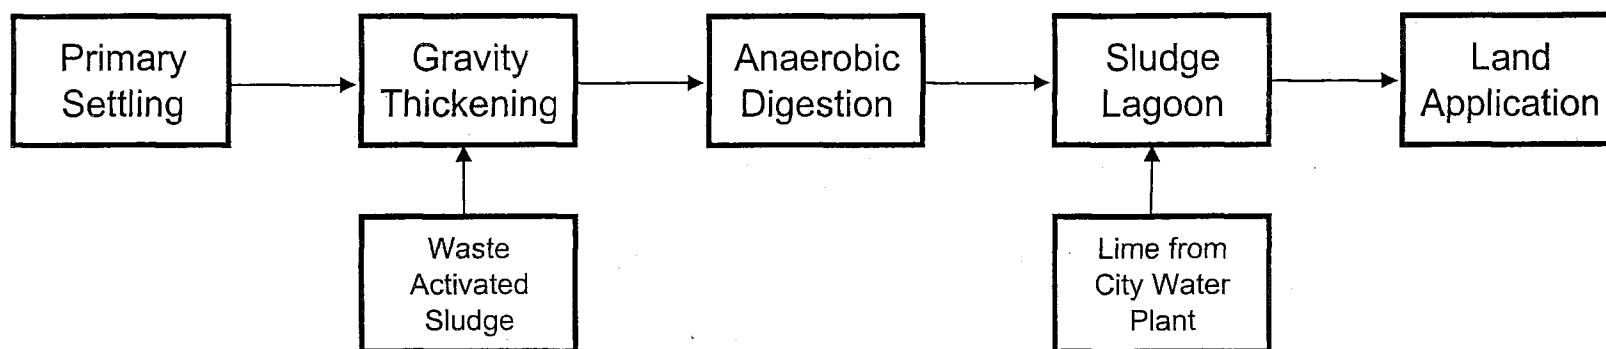 Primary
Settling
Gravity
Thickening
Anaerobic
Digestion
Sludge
Lagoon
Land
Application
Waste
Activated
Sludge
Lime from
City Water
Plant